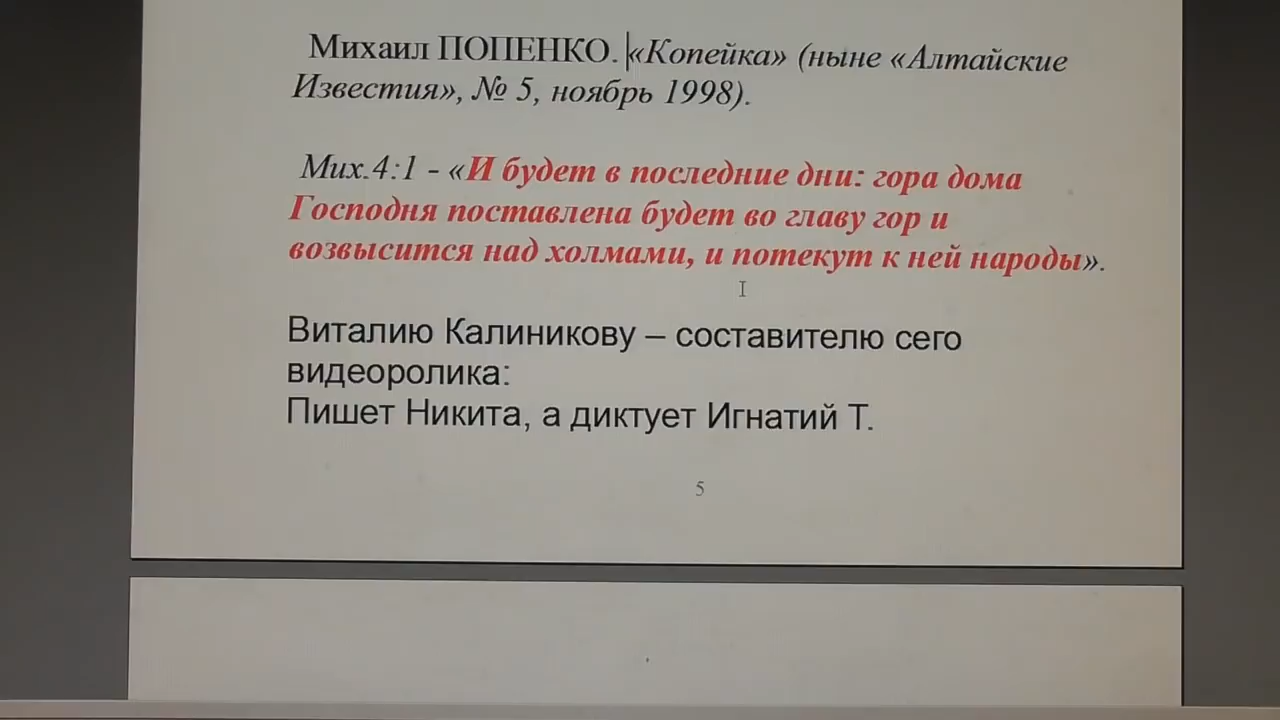 Михаил ПОПЕНКО. «Копейка» (ныне «Алтайские
Известия», № 5, ноябрь 1998).
Мих.4:1 - «И будет в последние дни: гора дома
Господня поставлена будет во главу гор и
возвысится над холмами, и потекут к ней народы».
Виталию Калиникову – составителю сего
видеоролика:
Пишет Никита, а диктует Игнатий Т.
5